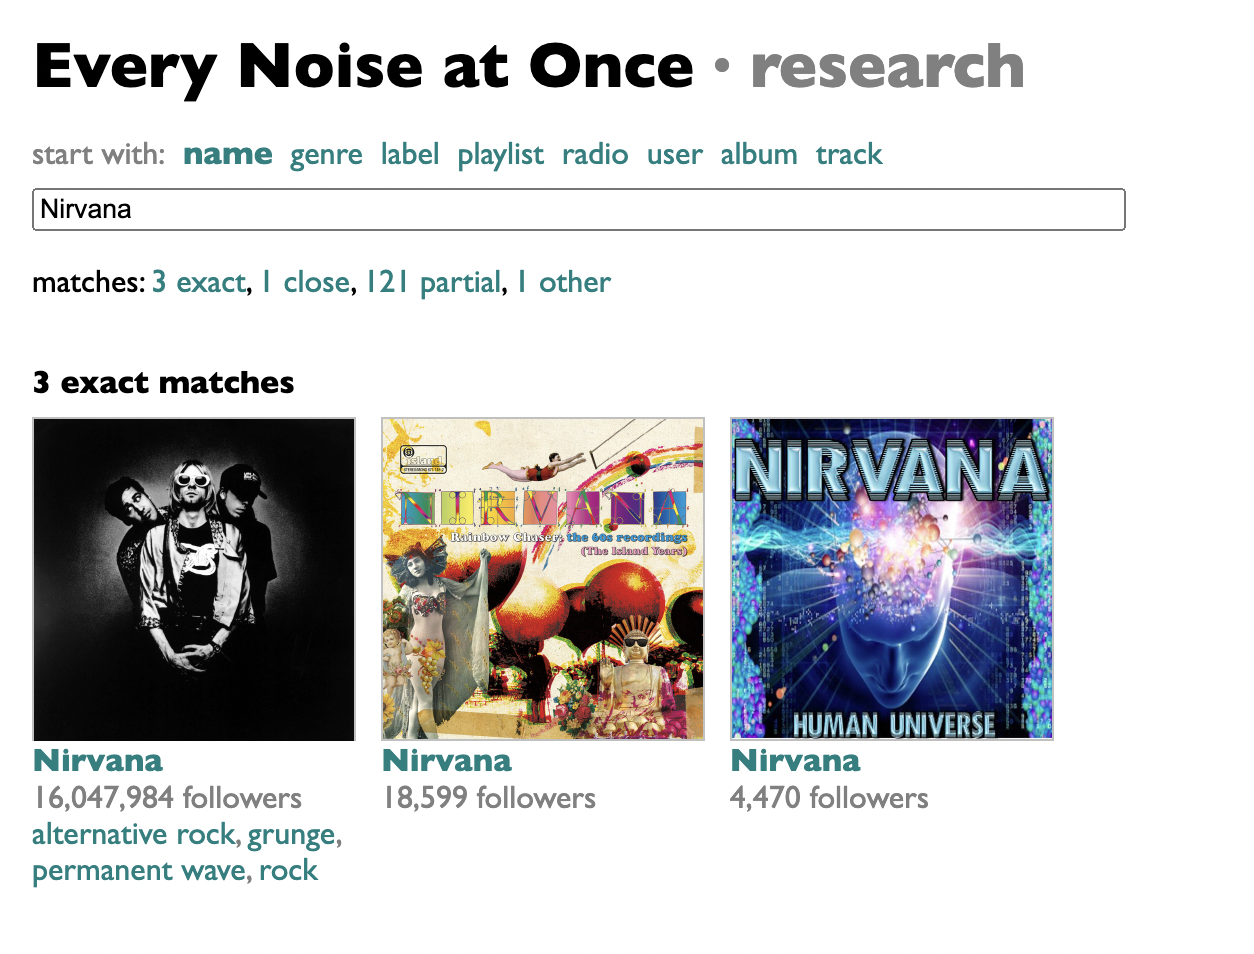 Every Noise at Once · research
start with: name genre label playlist radio user album track
Nirvana
matches: 3 exact, 1 close, 121 partial, 1 other
3 exact matches
island
NIRVANA
Rainbow Chaser: the 60s recordings
(The Island Years)
NIRVANA
HUMAN UNIVERSE
Nirvana
16,047,984 followers
alternative rock, grunge,
permanent wave, rock
Nirvana
18,599 followers
Nirvana
4,470 followers